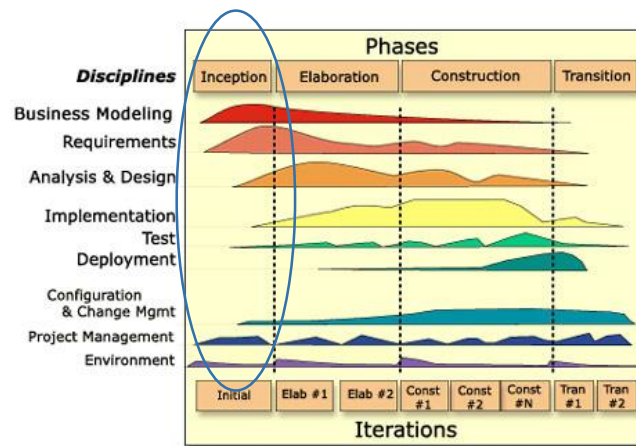 Phases
Disciplines
Inception
Elaboration
Construction
Transition
Business Modeling
Requirements
Analysis & Design
Implementation
Test
Deployment
Configuration
& Change Mgmt
Project Management
Environment
Initial
Elab #1
Elab #2
Const
#1
Const
#2
Const
#N
Tran
#1
Tran
#2
Iterations